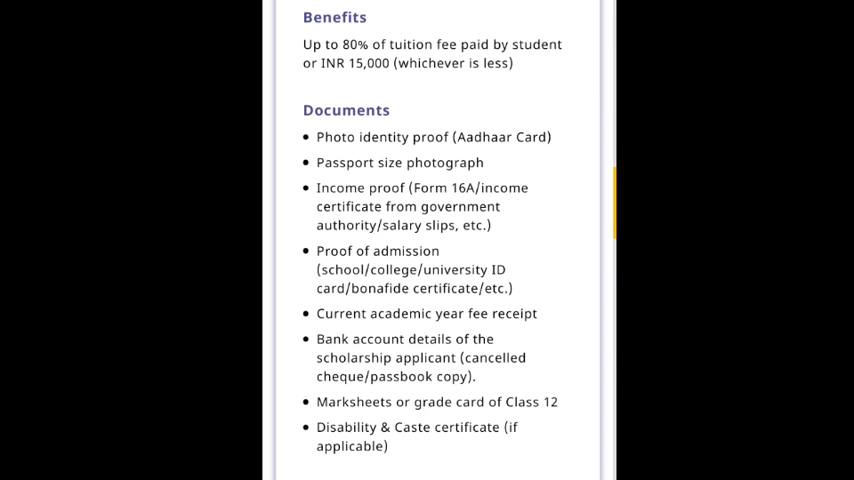 Benefits
Up to 80% of tuition fee paid by student
or INR 15,000 (whichever is less)
Documents
• Photo identity proof (Aadhaar Card)
• Passport size photograph
• Income proof (Form 16A/income
certificate from government
authority/salary slips, etc.)
• Proof of admission
(school/college/university ID
card/bonafide certificate/etc.)
• Current academic year fee receipt
• Bank account details of the
scholarship applicant (cancelled
cheque/passbook copy).
• Marksheets or grade card of Class 12
• Disability & Caste certificate (if
applicable)